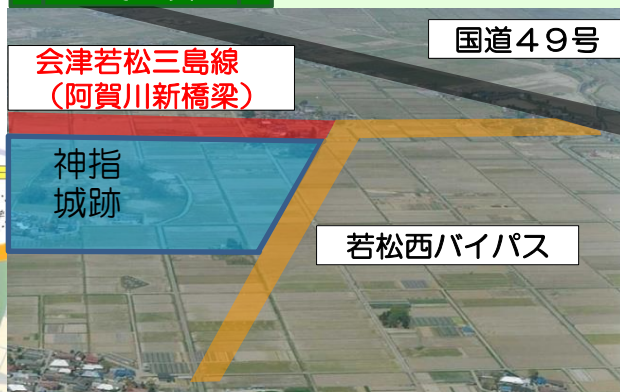 国道４９号
会津若松三島線
（阿賀川新橋梁）
神指
城跡
若松西バイパス